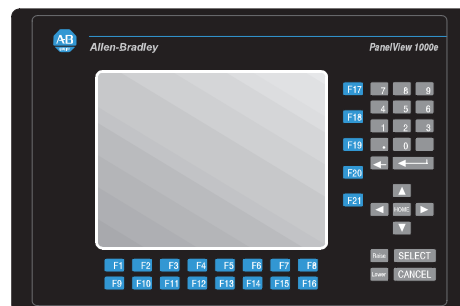 AB
Allen-Bradley
PanelView 1000e
F17 7 8 9
F18 4 5 6
F19 1 2 3
. 0
F20
F21
HOME
F1 F2 F3 F4 F5 F6 F7 F8
F9 F10 F11 F12 F13 F14 F15 F16
Raise SELECT
Lower CANCEL